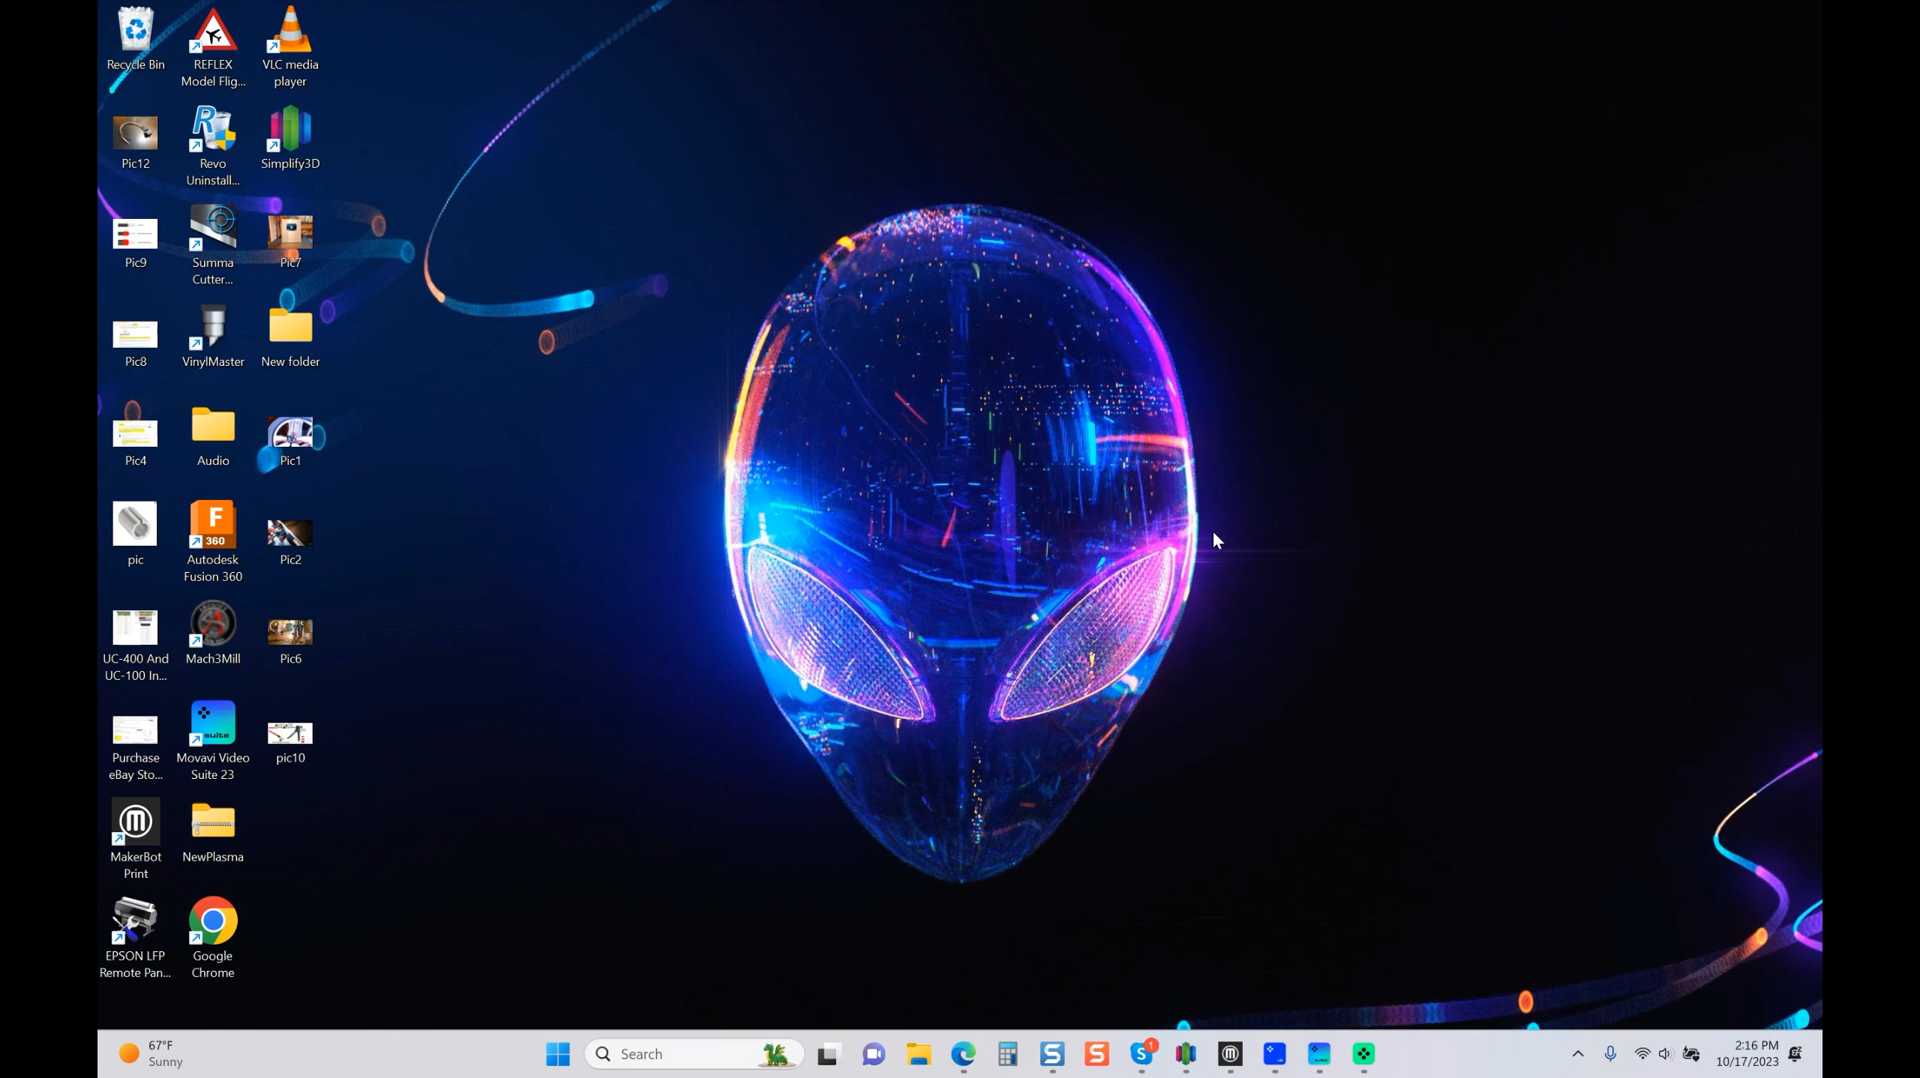 Recycle Bin
REFLEX
Model Flig...
VLC media
player
Pic12
Revo
Uninstall...
Simplify3D
Pic9
Summa
Cutter...
Pic7
Pic8
VinylMaster
New folder
Pic4
Audio
Pic1
pic
F
360
Autodesk
Fusion 360
Pic2
UC-400 And
UC-100 In...
Mach3Mill
Pic6
Purchase
eBay Sto...
suite
Movavi Video
Suite 23
pic10
MakerBot
Print
NewPlasma
EPSON LFP
Remote Pan...
Google
Chrome
67°F
Sunny
Search
1
2:16 PM
10/17/2023